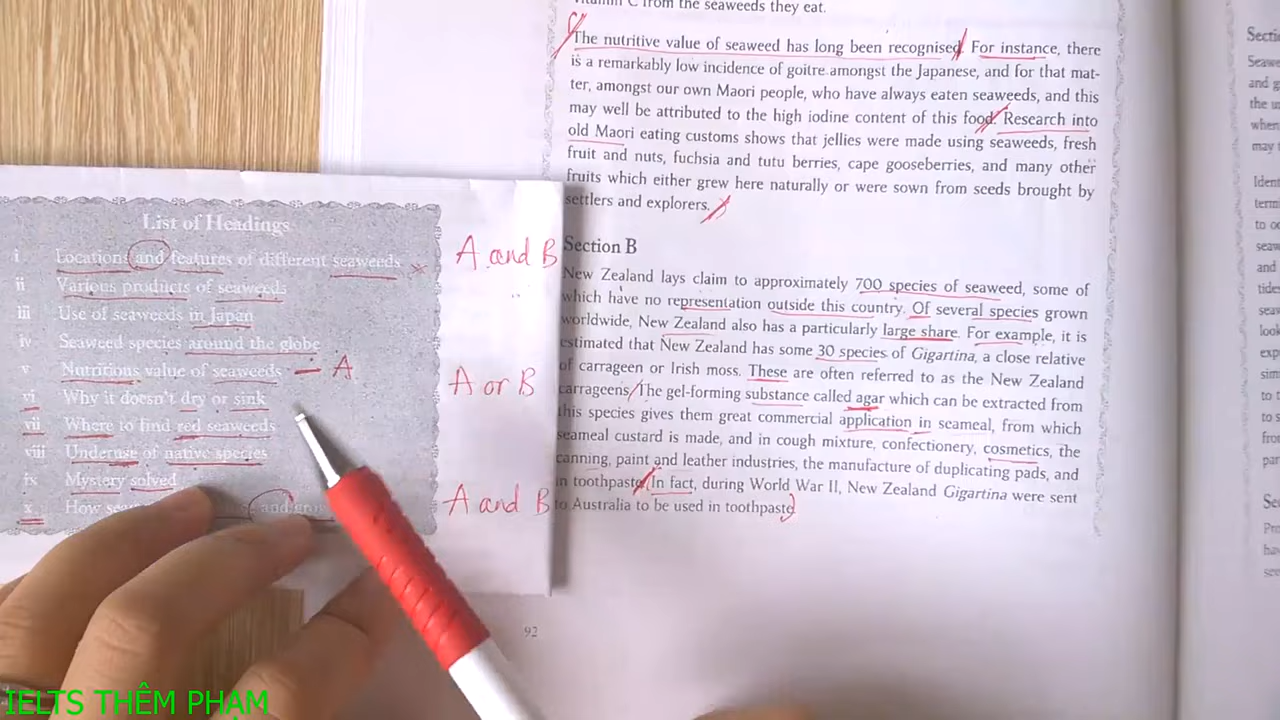 vitamin C from the seaweeds they eat.
The nutritive value of seaweed has long been recognised. For instance, there
is a remarkably low incidence of goitre amongst the Japanese, and for that mat-
ter, amongst our own Maori people, who have always eaten seaweeds, and this
may well be attributed to the high iodine content of this food. Research into
old Maori eating customs shows that jellies were made using seaweeds, fresh
fruit and nuts, fuchsia and tutu berries, cape gooseberries, and many other
fruits which either grew here naturally or were sown from seeds brought by
settlers and explorers.
Section B
New Zealand lays claim to approximately 700 species of seaweed, some of
which have no representation outside this country. Of several species grown
worldwide, New Zealand also has a particularly large share. For example, it is
estimated that New Zealand has some 30 species of Gigartina, a close relative
of carrageen or Irish moss. These are often referred to as the New Zealand
carrageens. The gel-forming substance called agar which can be extracted from
this species gives them great commercial application in seameal, from which
seameal custard is made, and in cough mixture, confectionery, cosmetics, the
canning, paint and leather industries, the manufacture of duplicating pads, and
in toothpaste. In fact, during World War II, New Zealand Gigartina were sent
to Australia to be used in toothpaste
92
List of Headings
i Locations and features of different seaweeds A and B
ii Various products of seaweeds
iii Use of seaweeds in Japan
iv Seaweed species around the globe
v Nutritious value of seaweeds – A
A or B
vi Why it doesn't dry or sink
vii Where to find red seaweeds
viii Underuse of native species
ix Mystery solved
x How and A and B
Seawe
and g
the u
when
may
term
to oc
seaw
and
tides
IELTS THÊM PHẠM